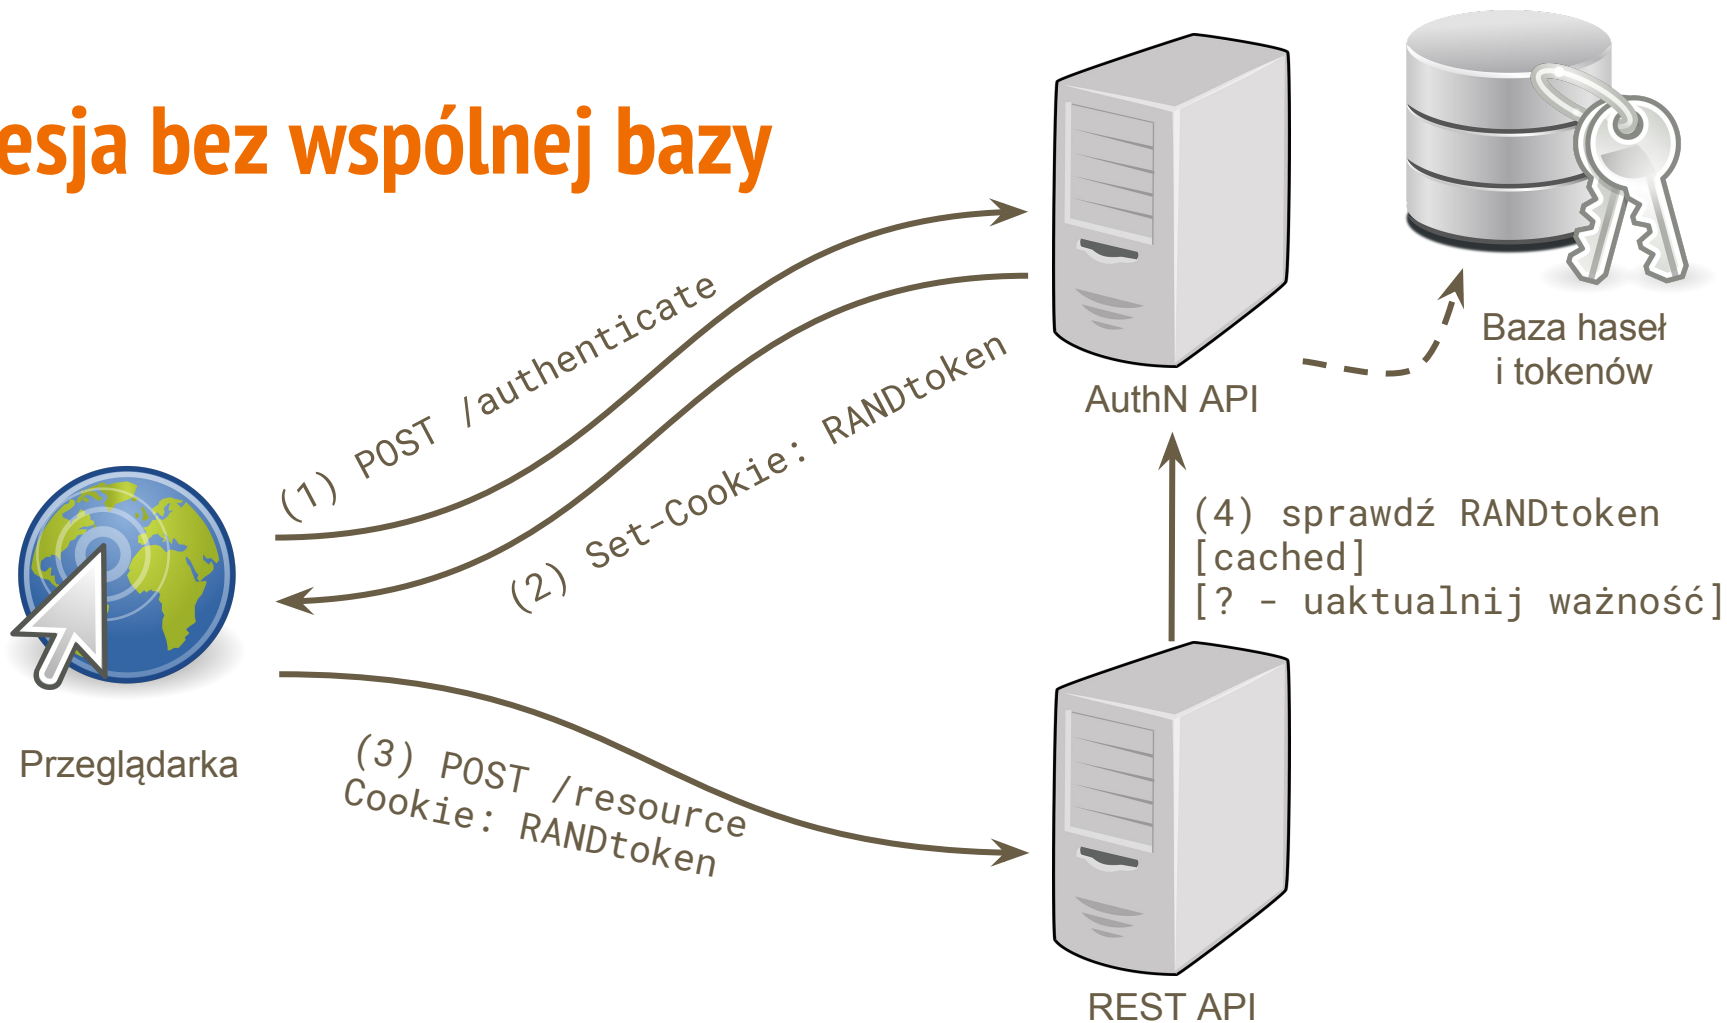 esja bez wspólnej bazy
(1) POST /authenticate
(2) Set-Cookie: RANDtoken
Baza haseł
i tokenów
AuthN API
(4) sprawdź RANDtoken
[cached]
[? - uaktualnij ważność]
Przeglądarka
(3) POST /resource
Cookie: RANDtoken
REST API